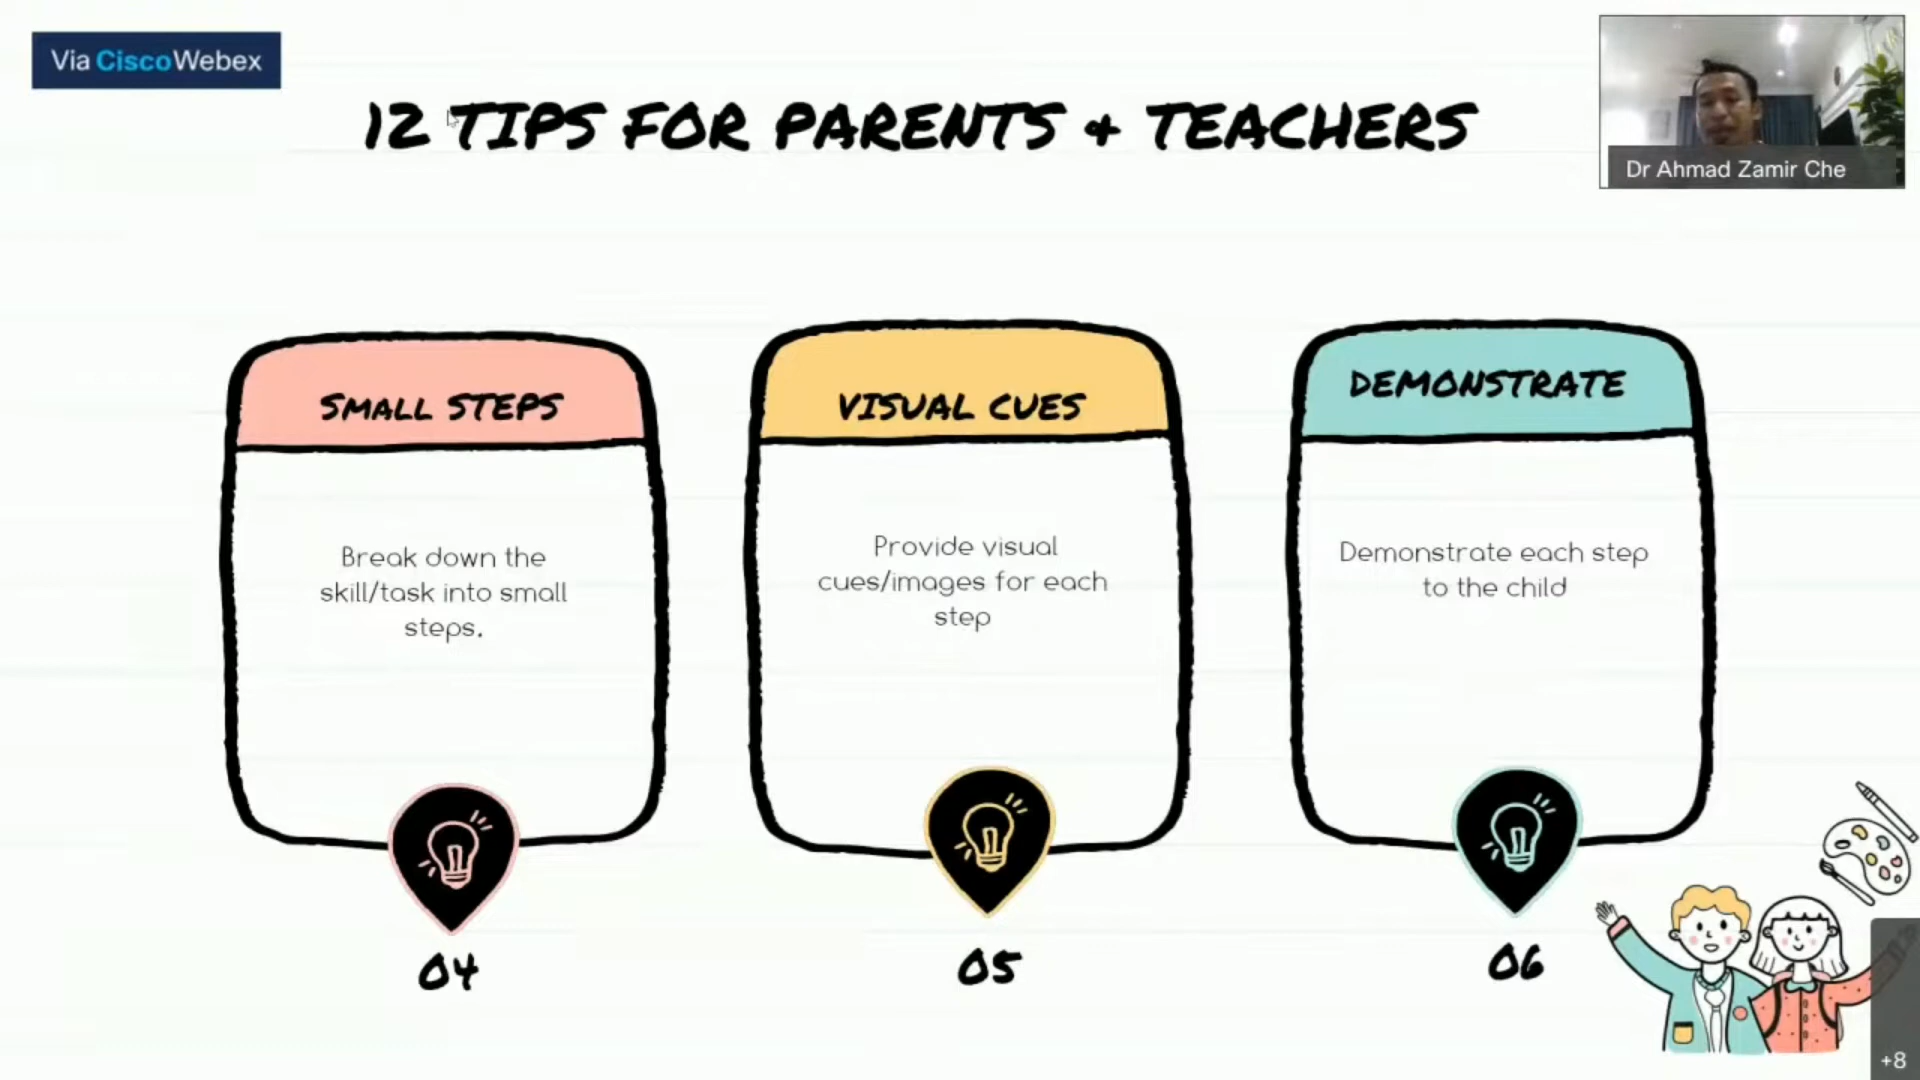 Via CiscoWebex
12 TIPS FOR PARENTS & TEACHERS
Dr Ahmad Zamir Che
SMALL STEPS
Break down the
skill/task into small
steps.
04
VISUAL CUES
Provide visual
cues/images for each
step
05
DEMONSTRATE
Demonstrate each step
to the child
06
+8